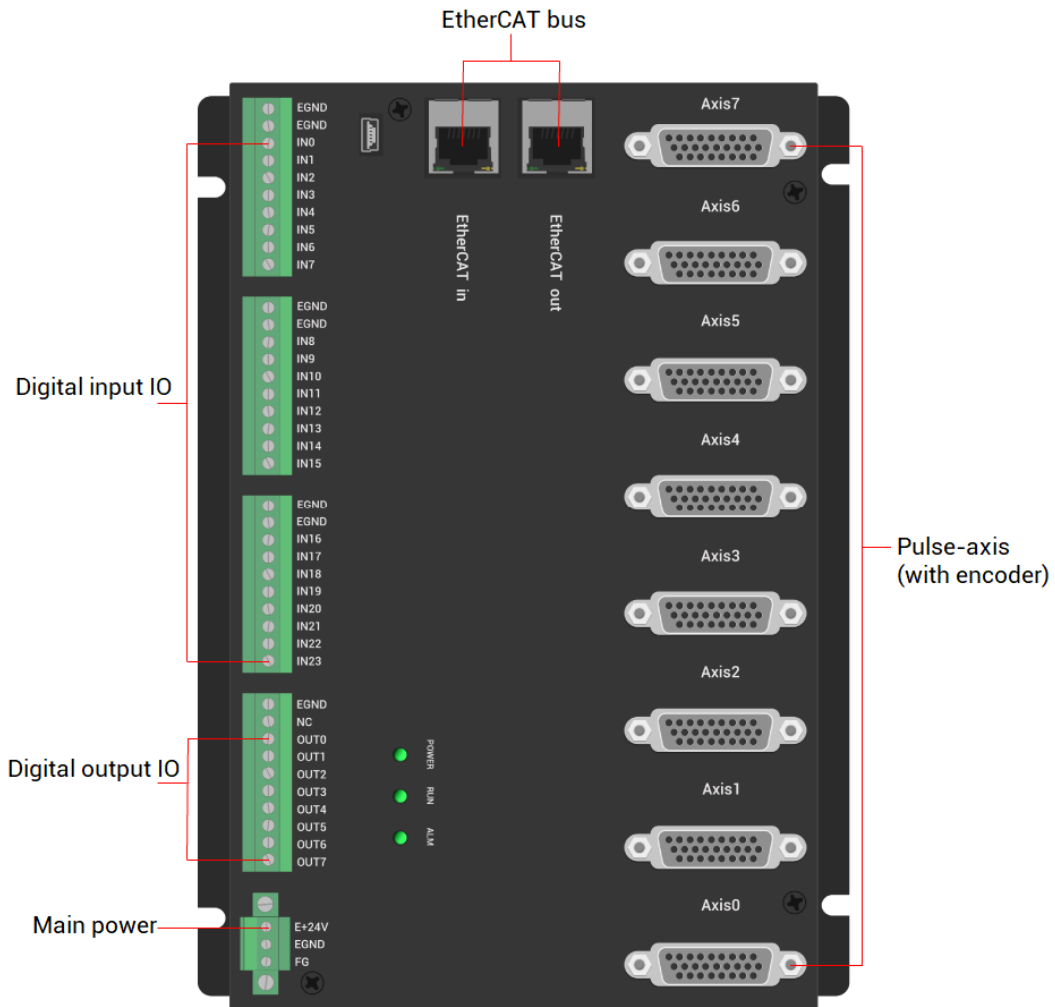 EtherCAT bus
EGND
EGND
IN0
IN1
IN2
IN3
IN4
IN5
IN6
IN7
EtherCAT in
EtherCAT out
Axis7
Axis6
Axis5
Axis4
Axis3
Axis2
Axis1
Axis0
Digital input IO
EGND
EGND
IN8
IN9
IN10
IN11
IN12
IN13
IN14
IN15
EGND
EGND
IN16
IN17
IN18
IN19
IN20
IN21
IN22
IN23
Pulse-axis
(with encoder)
Digital output IO
EGND
NC
OUT0
OUT1
OUT2
OUT3
OUT4
OUT5
OUT6
OUT7
POWER
RUN
ALM
Main power
E+24V
EGND
FG